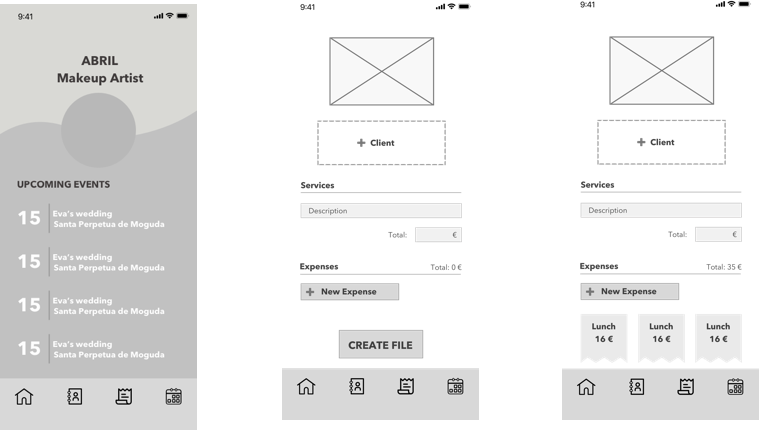 9:41
ABRIL
Makeup Artist
UPCOMING EVENTS
15
Eva's wedding
Santa Perpetua de Moguda
15
Eva's wedding
Santa Perpetua de Moguda
15
Eva's wedding
Santa Perpetua de Moguda
15
Eva's wedding
Santa Perpetua de Moguda
9:41
+ Client
Services
Description
Total: €
Expenses Total: 0 €
+ New Expense
CREATE FILE
9:41
+ Client
Services
Description
Total: €
Expenses Total: 35 €
+ New Expense
Lunch Lunch Lunch
16 € 16 € 16 €